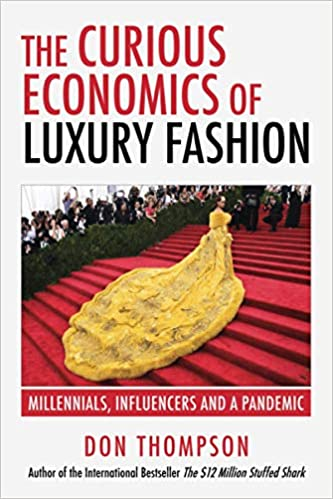 THE CURIOUS
ECONOMICS OF
LUXURY FASHION
MILLENNIALS, INFLUENCERS AND A PANDEMIC
DON THOMPSON
Author of the International Bestseller The $12 Million Stuffed Shark